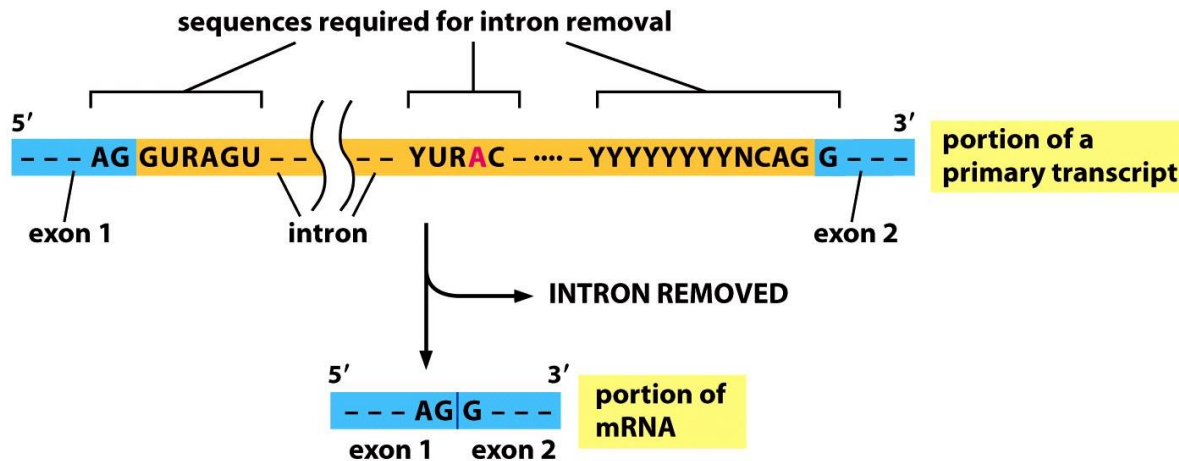 sequences required for intron removal
5′ 3′
– – – AG GURAGU – – – – YURAC – ···· – YYYYYYYYNCAG G – – –
portion of a
primary transcript
exon 1 intron exon 2
INTRON REMOVED
5′ 3′
– – – AG G – – –
portion of
mRNA
exon 1 exon 2